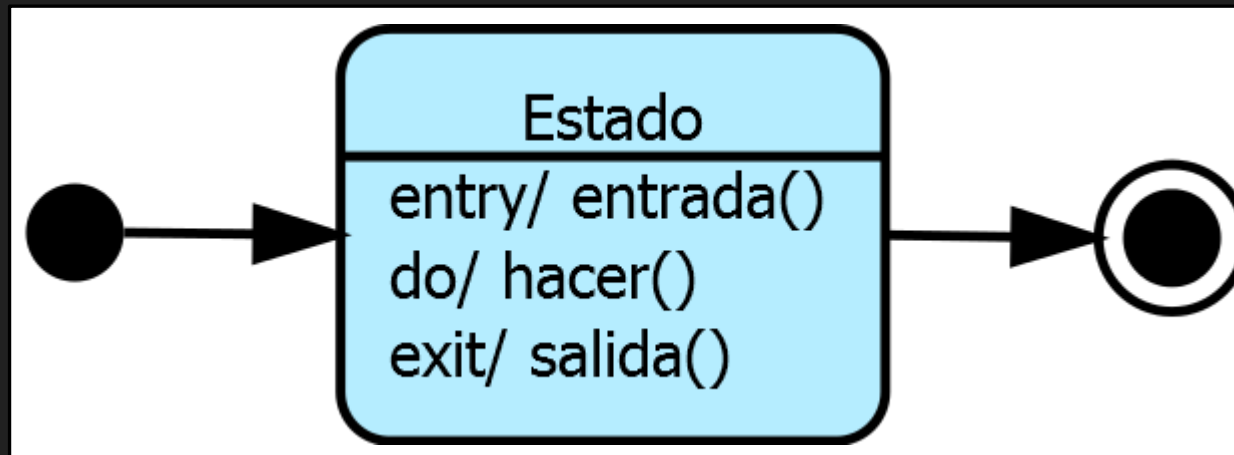 Estado
entry/ entrada()
do/ hacer()
exit/ salida()